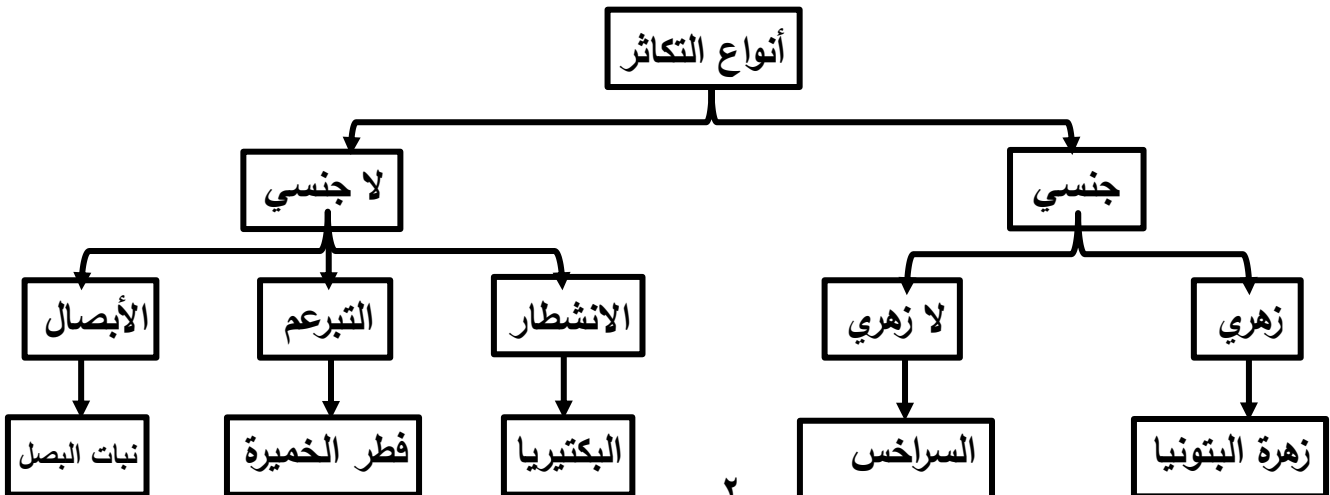 أنواع التكاثر
جنسي
لا جنسي
زهري
لا زهري
الانشطار
التبرعم
الأبصال
زهرة البتونيا
السراخس
البكتيريا
فطر الخميرة
نبات البصل
٢